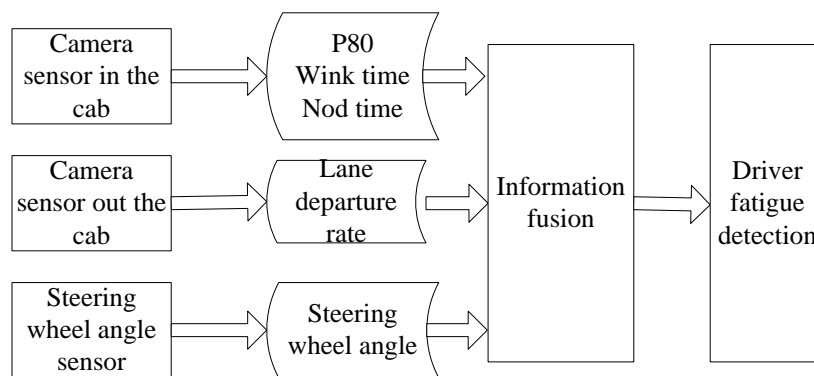 Camera
sensor in the
cab
P80
Wink time
Nod time
Camera
sensor out the
cab
Lane
departure
rate
Steering
wheel angle
sensor
Steering
wheel angle
Information
fusion
Driver
fatigue
detection